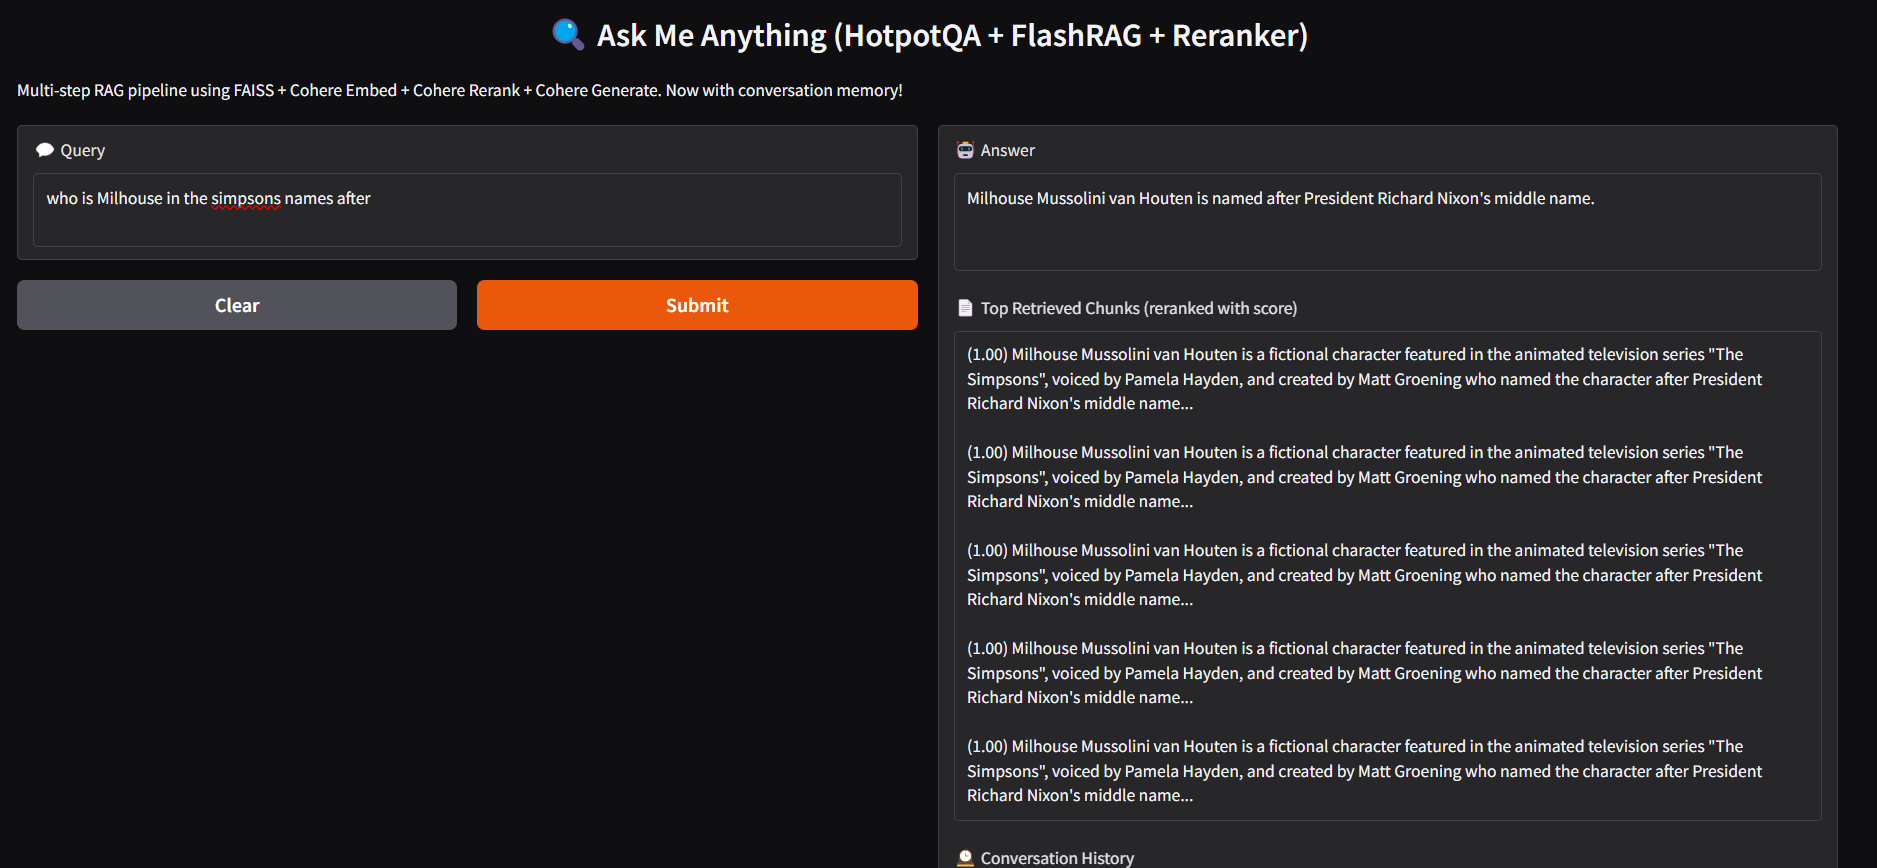 Ask Me Anything (HotpotQA + FlashRAG + Reranker)
Multi-step RAG pipeline using FAISS + Cohere Embed + Cohere Rerank + Cohere Generate. Now with conversation memory!
Query
who is Milhouse in the simpsons names after
Clear
Submit
Answer
Milhouse Mussolini van Houten is named after President Richard Nixon's middle name.
Top Retrieved Chunks (reranked with score)
(1.00) Milhouse Mussolini van Houten is a fictional character featured in the animated television series "The
Simpsons", voiced by Pamela Hayden, and created by Matt Groening who named the character after President
Richard Nixon's middle name...
(1.00) Milhouse Mussolini van Houten is a fictional character featured in the animated television series "The
Simpsons", voiced by Pamela Hayden, and created by Matt Groening who named the character after President
Richard Nixon's middle name...
(1.00) Milhouse Mussolini van Houten is a fictional character featured in the animated television series "The
Simpsons", voiced by Pamela Hayden, and created by Matt Groening who named the character after President
Richard Nixon's middle name...
(1.00) Milhouse Mussolini van Houten is a fictional character featured in the animated television series "The
Simpsons", voiced by Pamela Hayden, and created by Matt Groening who named the character after President
Richard Nixon's middle name...
(1.00) Milhouse Mussolini van Houten is a fictional character featured in the animated television series "The
Simpsons", voiced by Pamela Hayden, and created by Matt Groening who named the character after President
Richard Nixon's middle name...
Conversation History